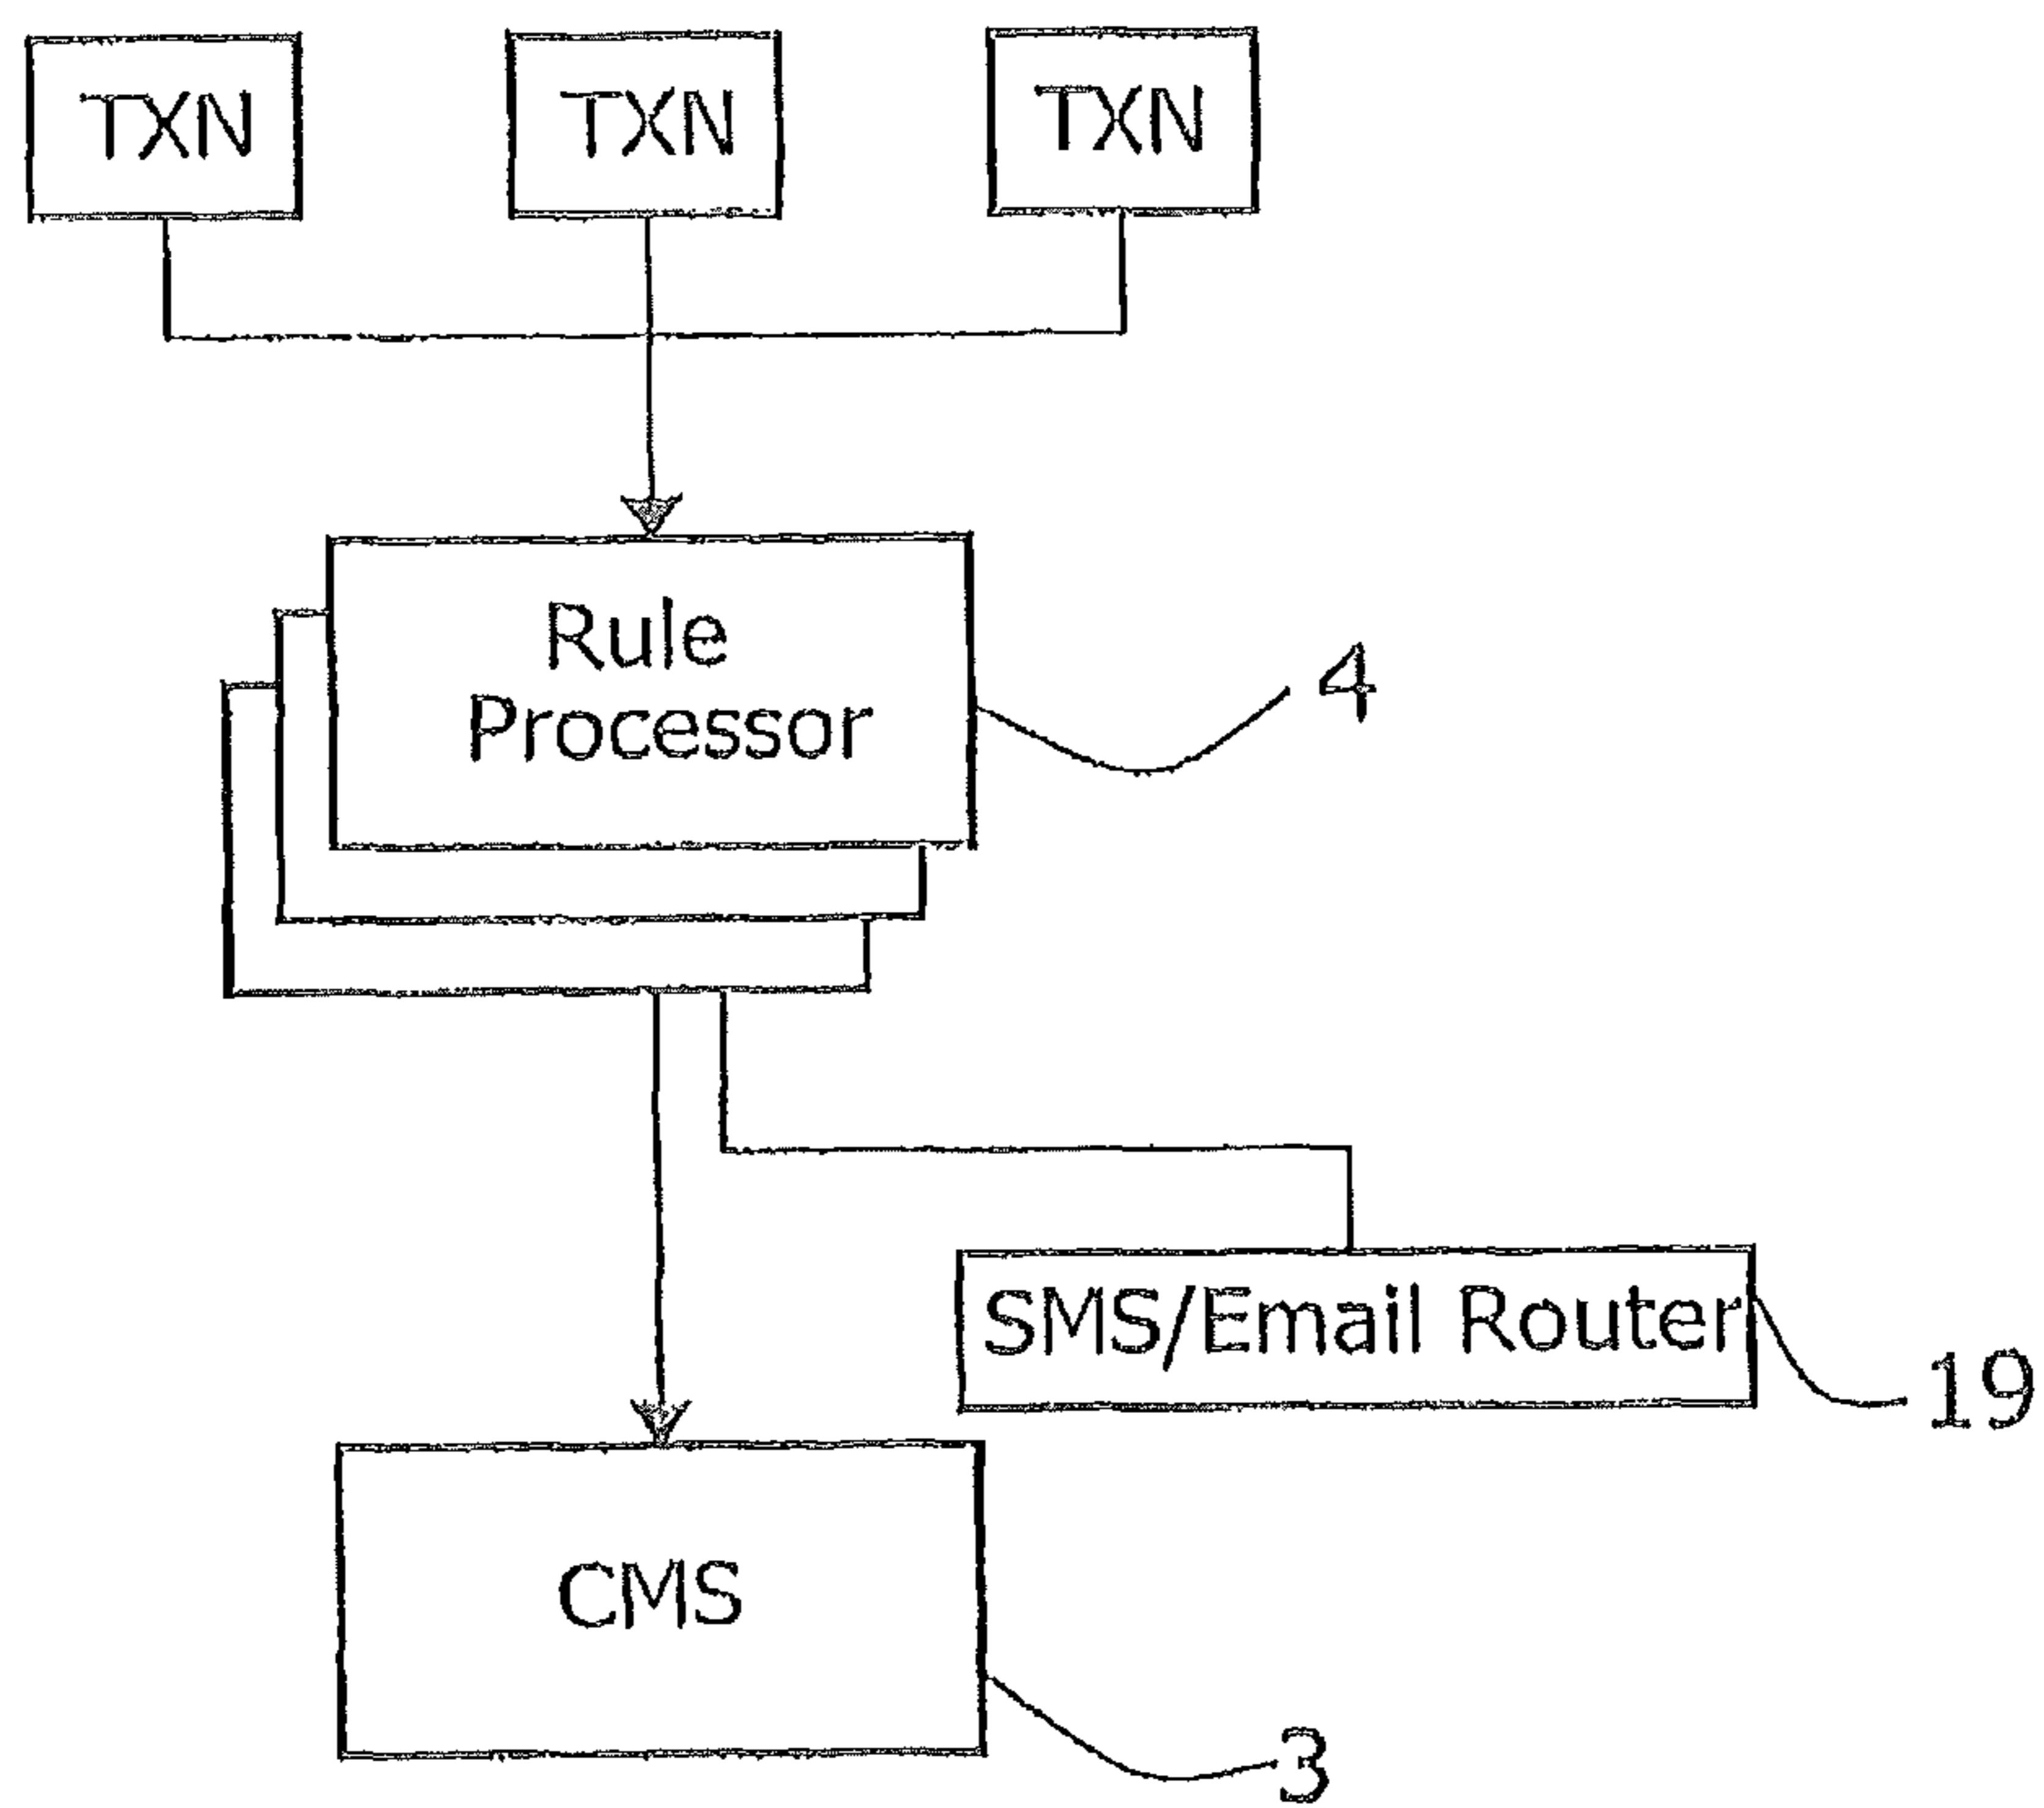 TXN TXN TXN
Rule
Processor
4
SMS/Email Router
19
CMS
3